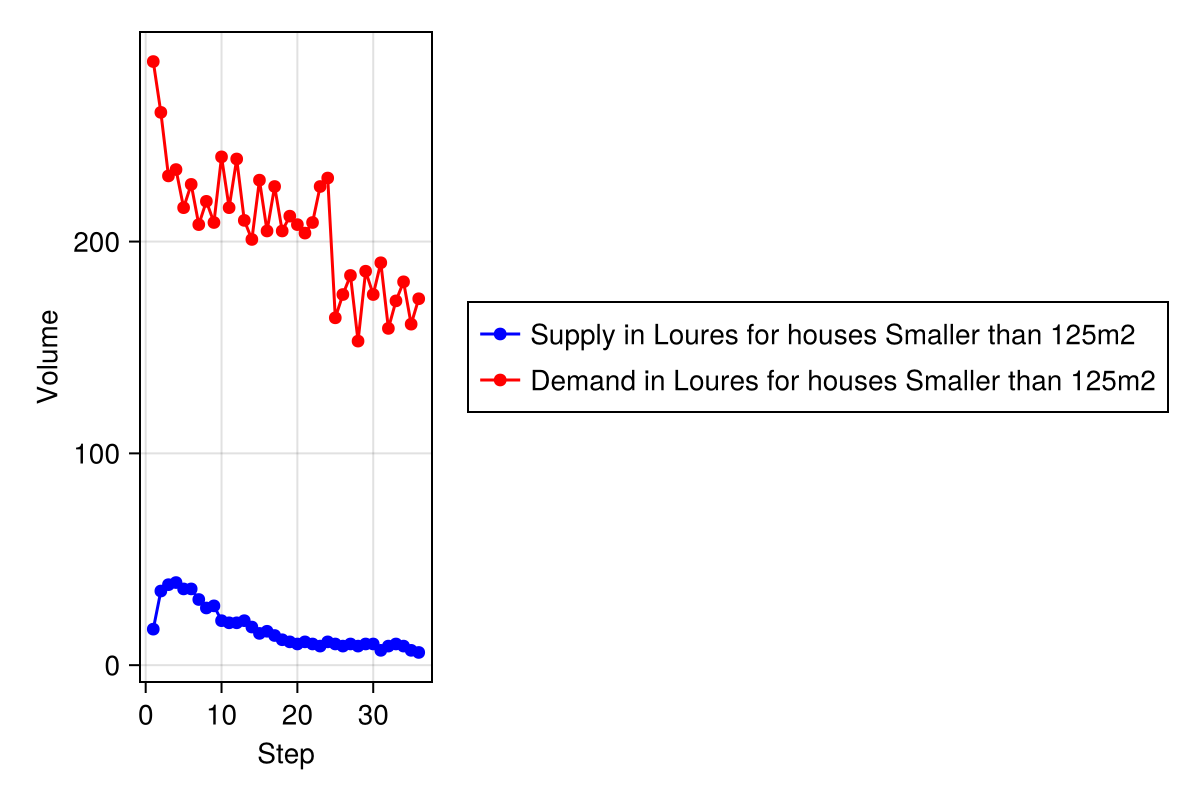 Volume
200
100
0
0 10 20 30
Step
Supply in Loures for houses Smaller than 125m2
Demand in Loures for houses Smaller than 125m2